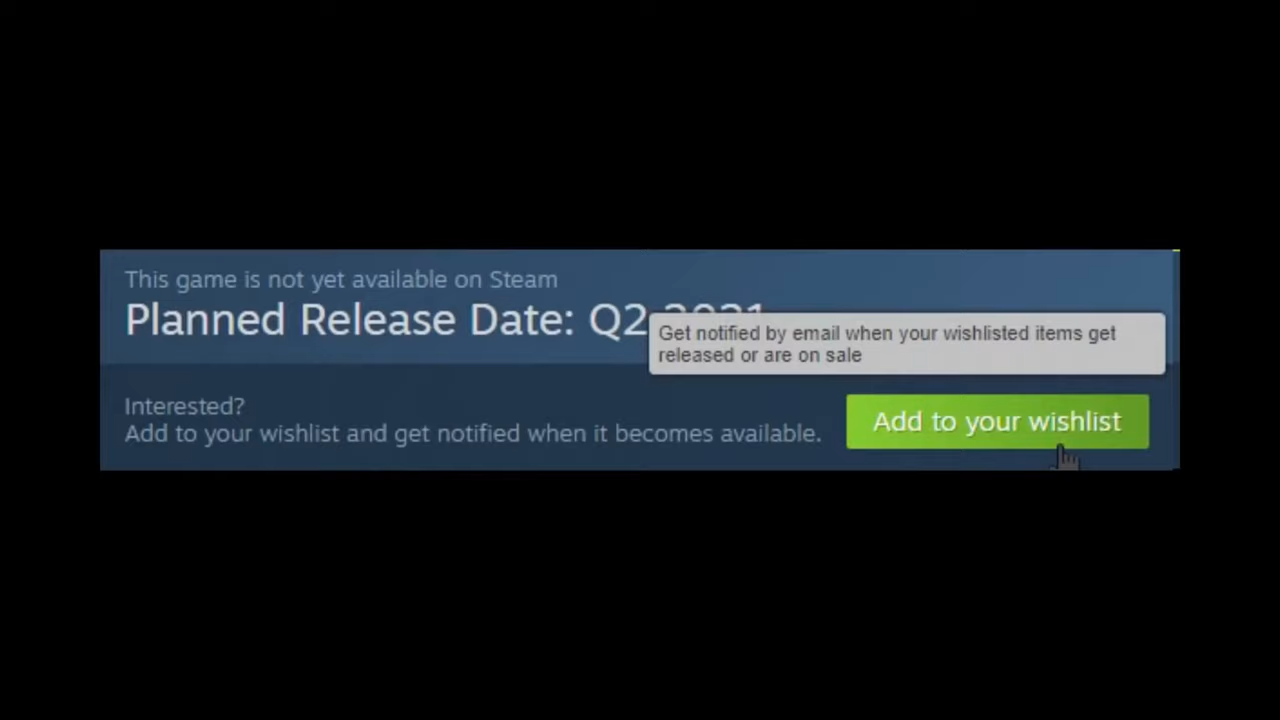 This game is not yet available on Steam
Planned Release Date: Q2 2021
Get notified by email when your wishlisted items get
released or are on sale
Interested?
Add to your wishlist and get notified when it becomes available.
Add to your wishlist